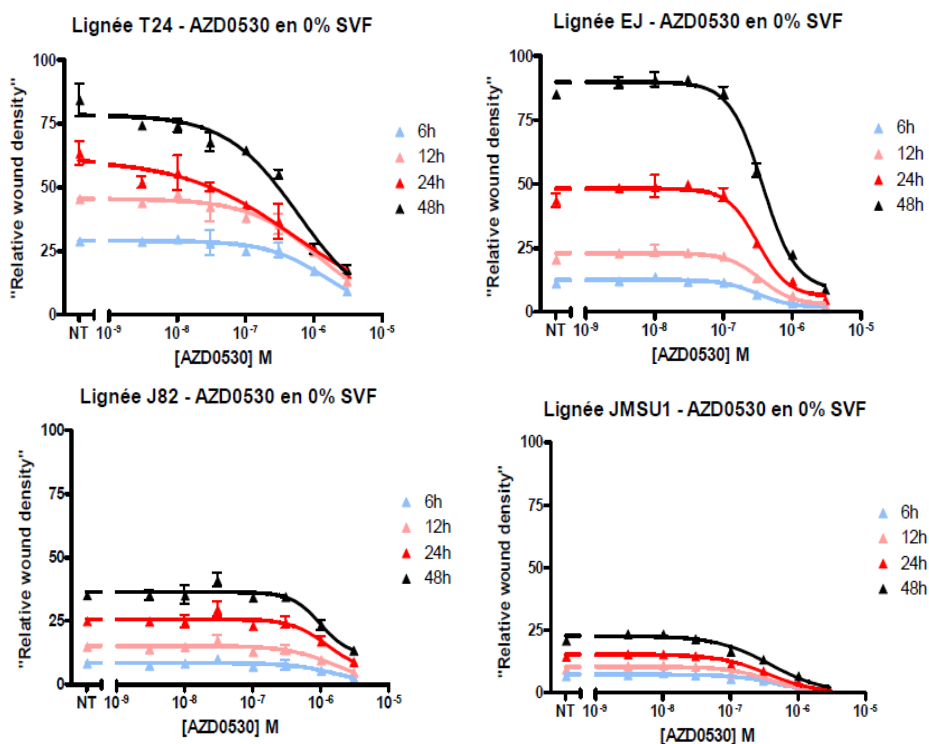 Lignée T24 - AZD0530 en 0% SVF
100
75
50
25
0
"Relative wound density"
NT 10⁻⁹ 10⁻⁸ 10⁻⁷ 10⁻⁶ 10⁻⁵
[AZD0530] M
6h
12h
24h
48h
Lignée EJ - AZD0530 en 0% SVF
100
75
50
25
0
"Relative wound density"
NT 10⁻⁹ 10⁻⁸ 10⁻⁷ 10⁻⁶ 10⁻⁵
[AZD0530] M
6h
12h
24h
48h
Lignée J82 - AZD0530 en 0% SVF
100
75
50
25
0
"Relative wound density"
NT 10⁻⁹ 10⁻⁸ 10⁻⁷ 10⁻⁶ 10⁻⁵
[AZD0530] M
6h
12h
24h
48h
Lignée JMSU1 - AZD0530 en 0% SVF
100
75
50
25
0
"Relative wound density"
NT 10⁻⁹ 10⁻⁸ 10⁻⁷ 10⁻⁶ 10⁻⁵
[AZD0530] M
6h
12h
24h
48h